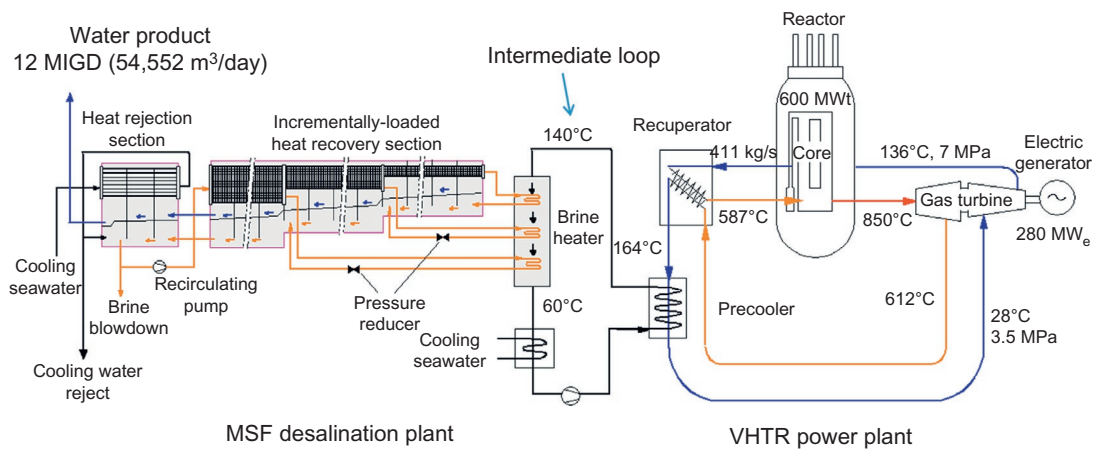 Water product
12 MIGD (54,552 m³/day)
Heat rejection
section
Incrementally-loaded
heat recovery section
Intermediate loop
140°C
Brine
heater
60°C
Cooling
seawater
Brine
blowdown
Recirculating
pump
Pressure
reducer
Cooling
seawater
Cooling water
reject
MSF desalination plant
Reactor
600 MWt
Core
Recuperator
411 kg/s
136°C, 7 MPa
Electric
generator
587°C
850°C
Gas turbine
280 MWₑ
164°C
Precooler
612°C
28°C
3.5 MPa
VHTR power plant